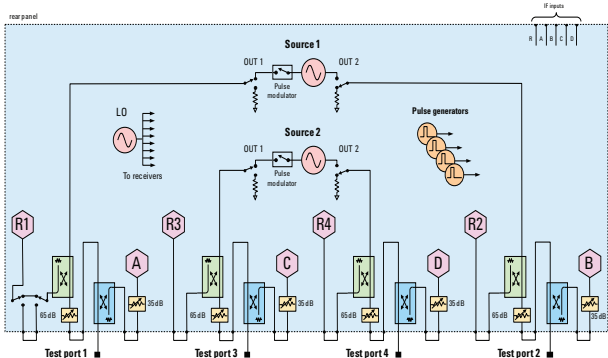 IF inputs
rear panel
R A B C D
Source 1
OUT 1
OUT 2
Pulse
modulator
LO
To receivers
Source 2
OUT 1
OUT 2
Pulse
modulator
Pulse generators
R1
A
R3
C
R4
D
R2
B
65 dB
35 dB
65 dB
35 dB
65 dB
35 dB
65 dB
35 dB
Test port 1
Test port 3
Test port 4
Test port 2